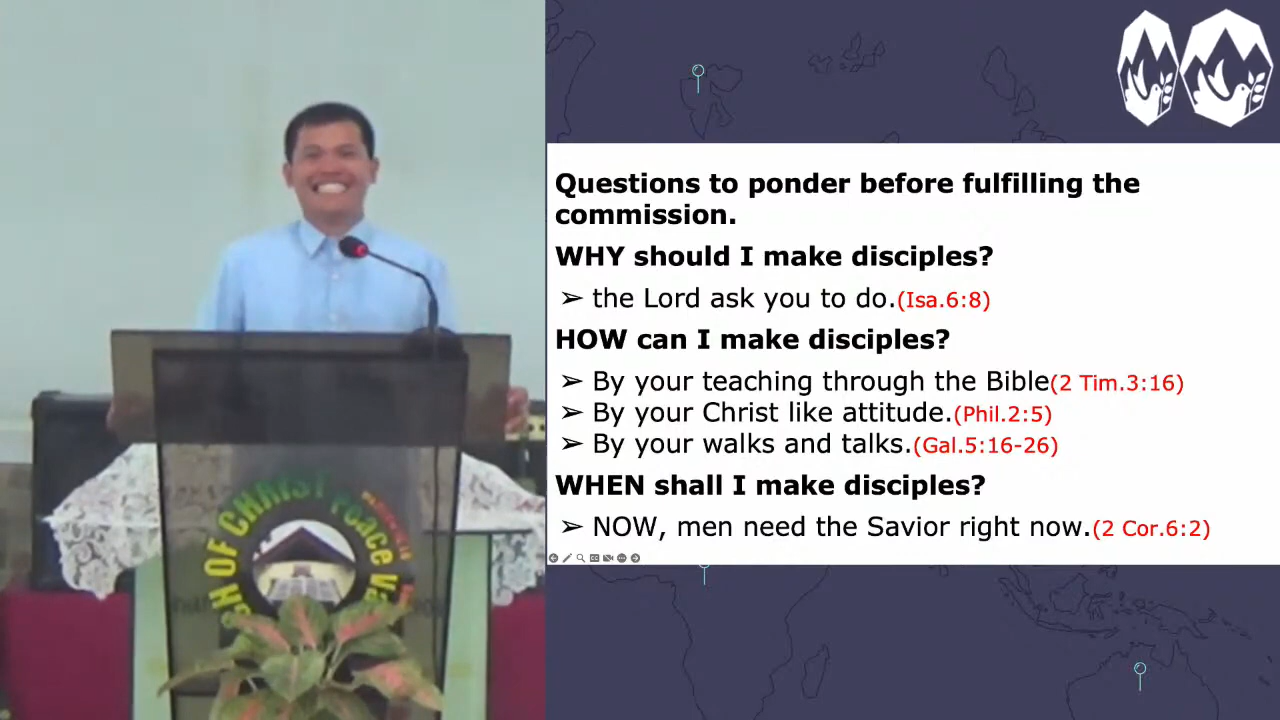 Questions to ponder before fulfilling the
commission.
WHY should I make disciples?
➢ the Lord ask you to do.(Isa.6:8)
HOW can I make disciples?
➢ By your teaching through the Bible(2 Tim.3:16)
➢ By your Christ like attitude.(Phil.2:5)
➢ By your walks and talks.(Gal.5:16-26)
WHEN shall I make disciples?
➢ NOW, men need the Savior right now.(2 Cor.6:2)
OF CHRIST Peace